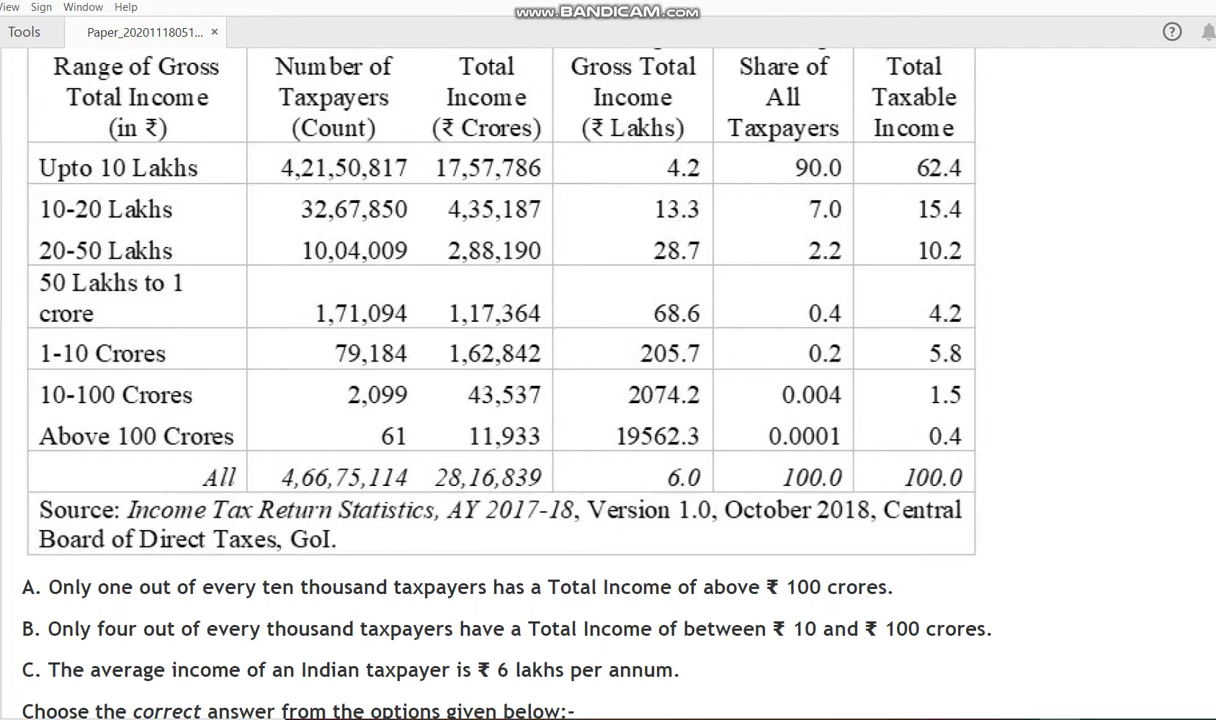 View Sign Window Help
www.BANDICAM.com
Tools Paper_20201118051... ×
Range of Gross Total Income (in ₹) Number of Taxpayers (Count) Total Income (₹ Crores) Gross Total Income (₹ Lakhs) Share of All Taxpayers Total Taxable Income
Upto 10 Lakhs 4,21,50,817 17,57,786 4.2 90.0 62.4
10-20 Lakhs 32,67,850 4,35,187 13.3 7.0 15.4
20-50 Lakhs 10,04,009 2,88,190 28.7 2.2 10.2
50 Lakhs to 1
crore 1,71,094 1,17,364 68.6 0.4 4.2
1-10 Crores 79,184 1,62,842 205.7 0.2 5.8
10-100 Crores 2,099 43,537 2074.2 0.004 1.5
Above 100 Crores 61 11,933 19562.3 0.0001 0.4
All 4,66,75,114 28,16,839 6.0 100.0 100.0
Source: Income Tax Return Statistics, AY 2017-18, Version 1.0, October 2018, Central
Board of Direct Taxes, GoI.
A. Only one out of every ten thousand taxpayers has a Total Income of above ₹ 100 crores.
B. Only four out of every thousand taxpayers have a Total Income of between ₹ 10 and ₹ 100 crores.
C. The average income of an Indian taxpayer is ₹ 6 lakhs per annum.
Choose the correct answer from the options given below:-